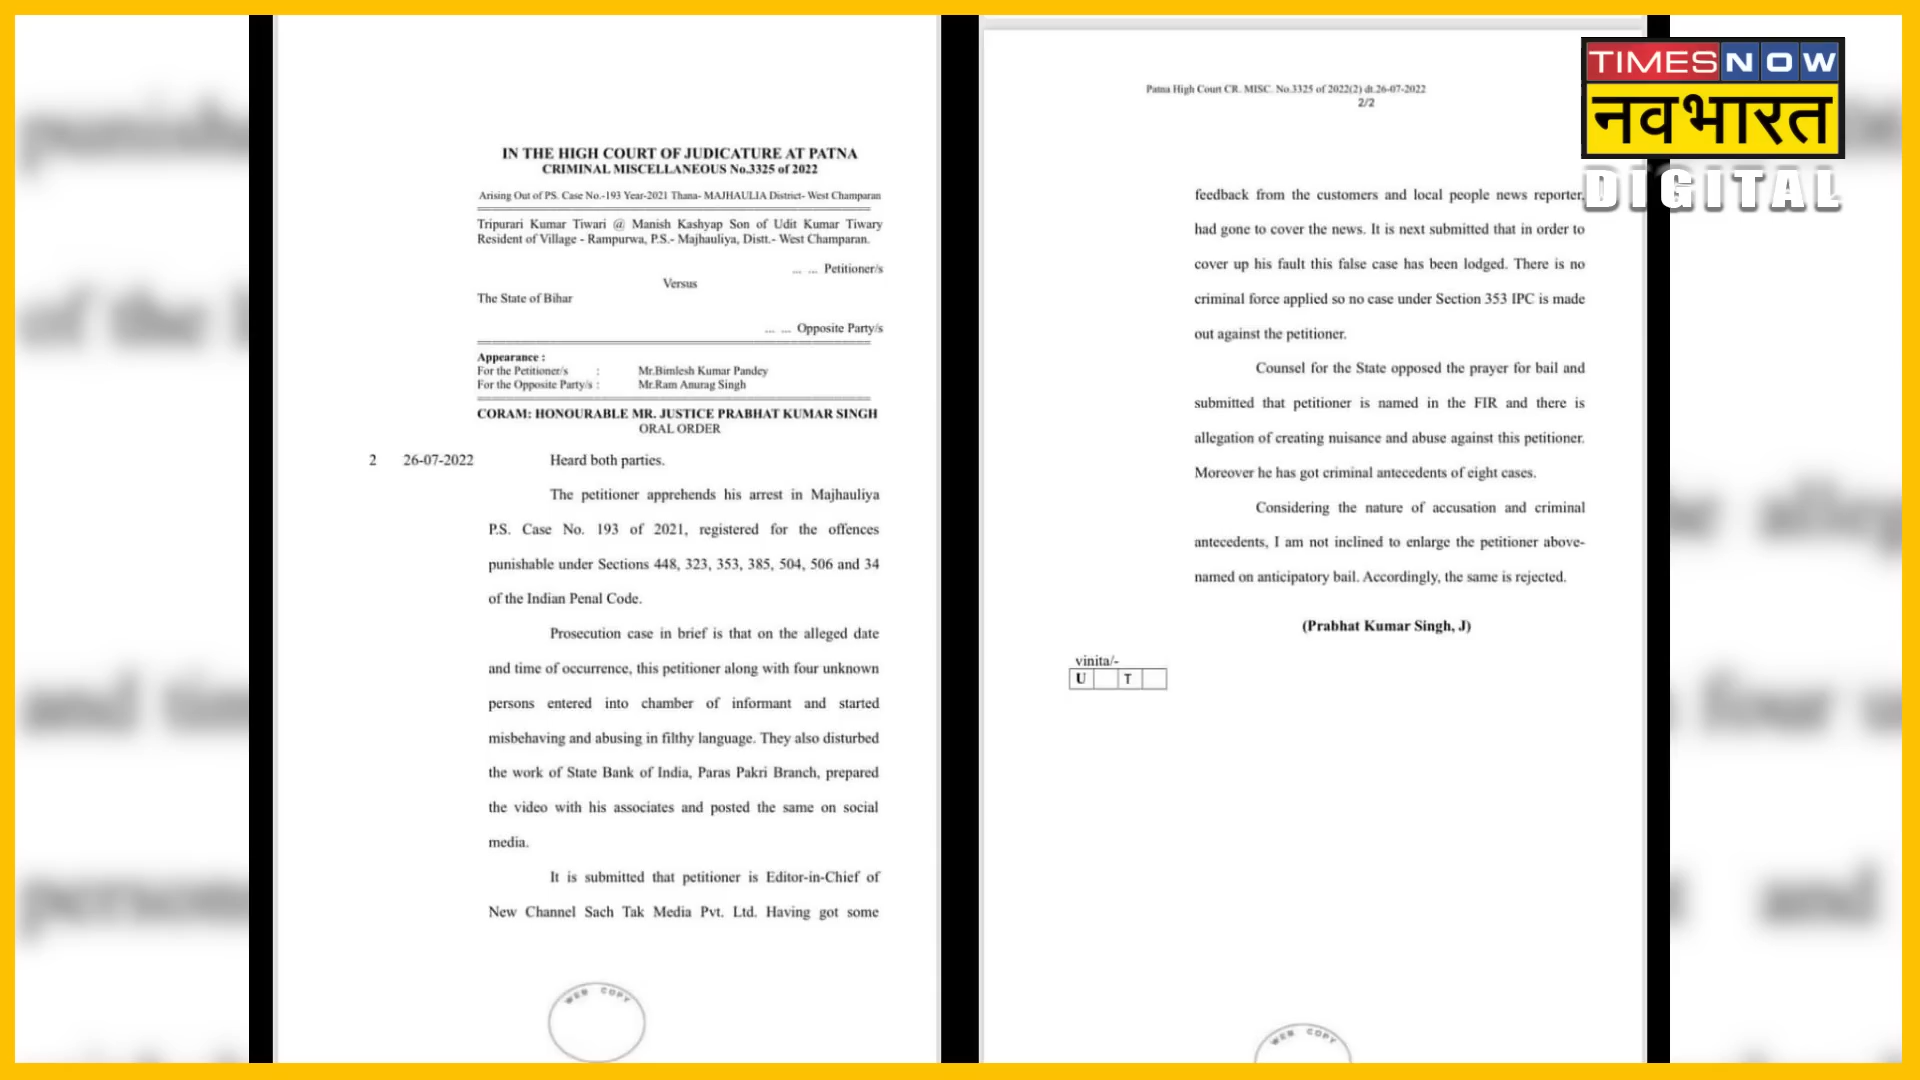 IN THE HIGH COURT OF JUDICATURE AT PATNA
CRIMINAL MISCELLANEOUS No.3325 of 2022
Arising Out of PS. Case No.-193 Year-2021 Thana- MAJHAULIA District- West Champaran
Tripurari Kumar Tiwari @ Manish Kashyap Son of Udit Kumar Tiwary
Resident of Village - Rampurwa, P.S.- Majhauliya, Distt.- West Champaran.
... ... Petitioner/s
Versus
The State of Bihar
... ... Opposite Party/s
Appearance :
For the Petitioner/s : Mr.Bimlesh Kumar Pandey
For the Opposite Party/s : Mr.Ram Anurag Singh
CORAM: HONOURABLE MR. JUSTICE PRABHAT KUMAR SINGH
ORAL ORDER
2 26-07-2022 Heard both parties.
The petitioner apprehends his arrest in Majhauliya
P.S. Case No. 193 of 2021, registered for the offences
punishable under Sections 448, 323, 353, 385, 504, 506 and 34
of the Indian Penal Code.
Prosecution case in brief is that on the alleged date
and time of occurrence, this petitioner along with four unknown
persons entered into chamber of informant and started
misbehaving and abusing in filthy language. They also disturbed
the work of State Bank of India, Paras Pakri Branch, prepared
the video with his associates and posted the same on social
media.
It is submitted that petitioner is Editor-in-Chief of
New Channel Sach Tak Media Pvt. Ltd. Having got some
WEB COPY
Patna High Court CR. MISC. No.3325 of 2022(2) dt.26-07-2022
2/2
feedback from the customers and local people news reporter,
had gone to cover the news. It is next submitted that in order to
cover up his fault this false case has been lodged. There is no
criminal force applied so no case under Section 353 IPC is made
out against the petitioner.
Counsel for the State opposed the prayer for bail and
submitted that petitioner is named in the FIR and there is
allegation of creating nuisance and abuse against this petitioner.
Moreover he has got criminal antecedents of eight cases.
Considering the nature of accusation and criminal
antecedents, I am not inclined to enlarge the petitioner above-
named on anticipatory bail. Accordingly, the same is rejected.
(Prabhat Kumar Singh, J)
vinita/-
U T
WEB COPY
TIMES NOW
नवभारत
DIGITAL
punisha
of the
and tim
person
alleg
four u
and